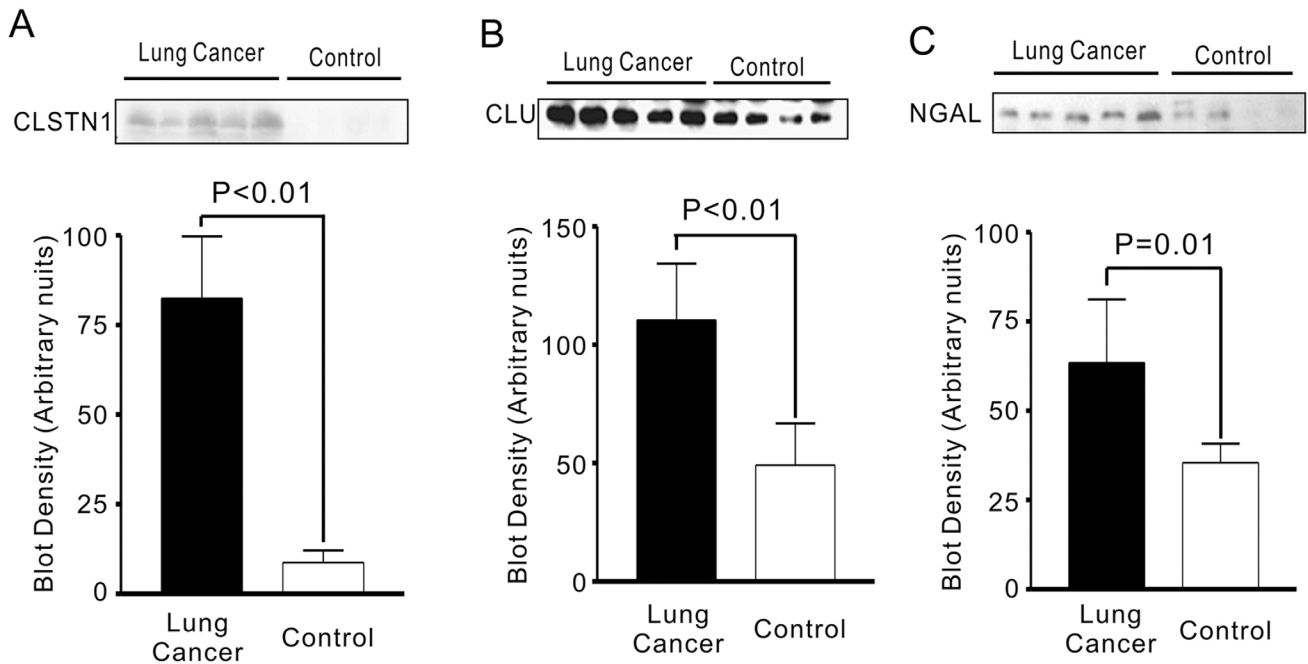 A
Lung Cancer
Control
CLSTN1
P<0.01
100
75
50
25
0
Blot Density (Arbitrary nuits)
Lung
Cancer
Control
B
Lung Cancer
Control
CLU
P<0.01
150
100
50
0
Blot Density (Arbitrary nuits)
Lung
Cancer
Control
C
Lung Cancer
Control
NGAL
P=0.01
100
75
50
25
0
Blot Density (Arbitrary nuits)
Lung
Cancer
Control